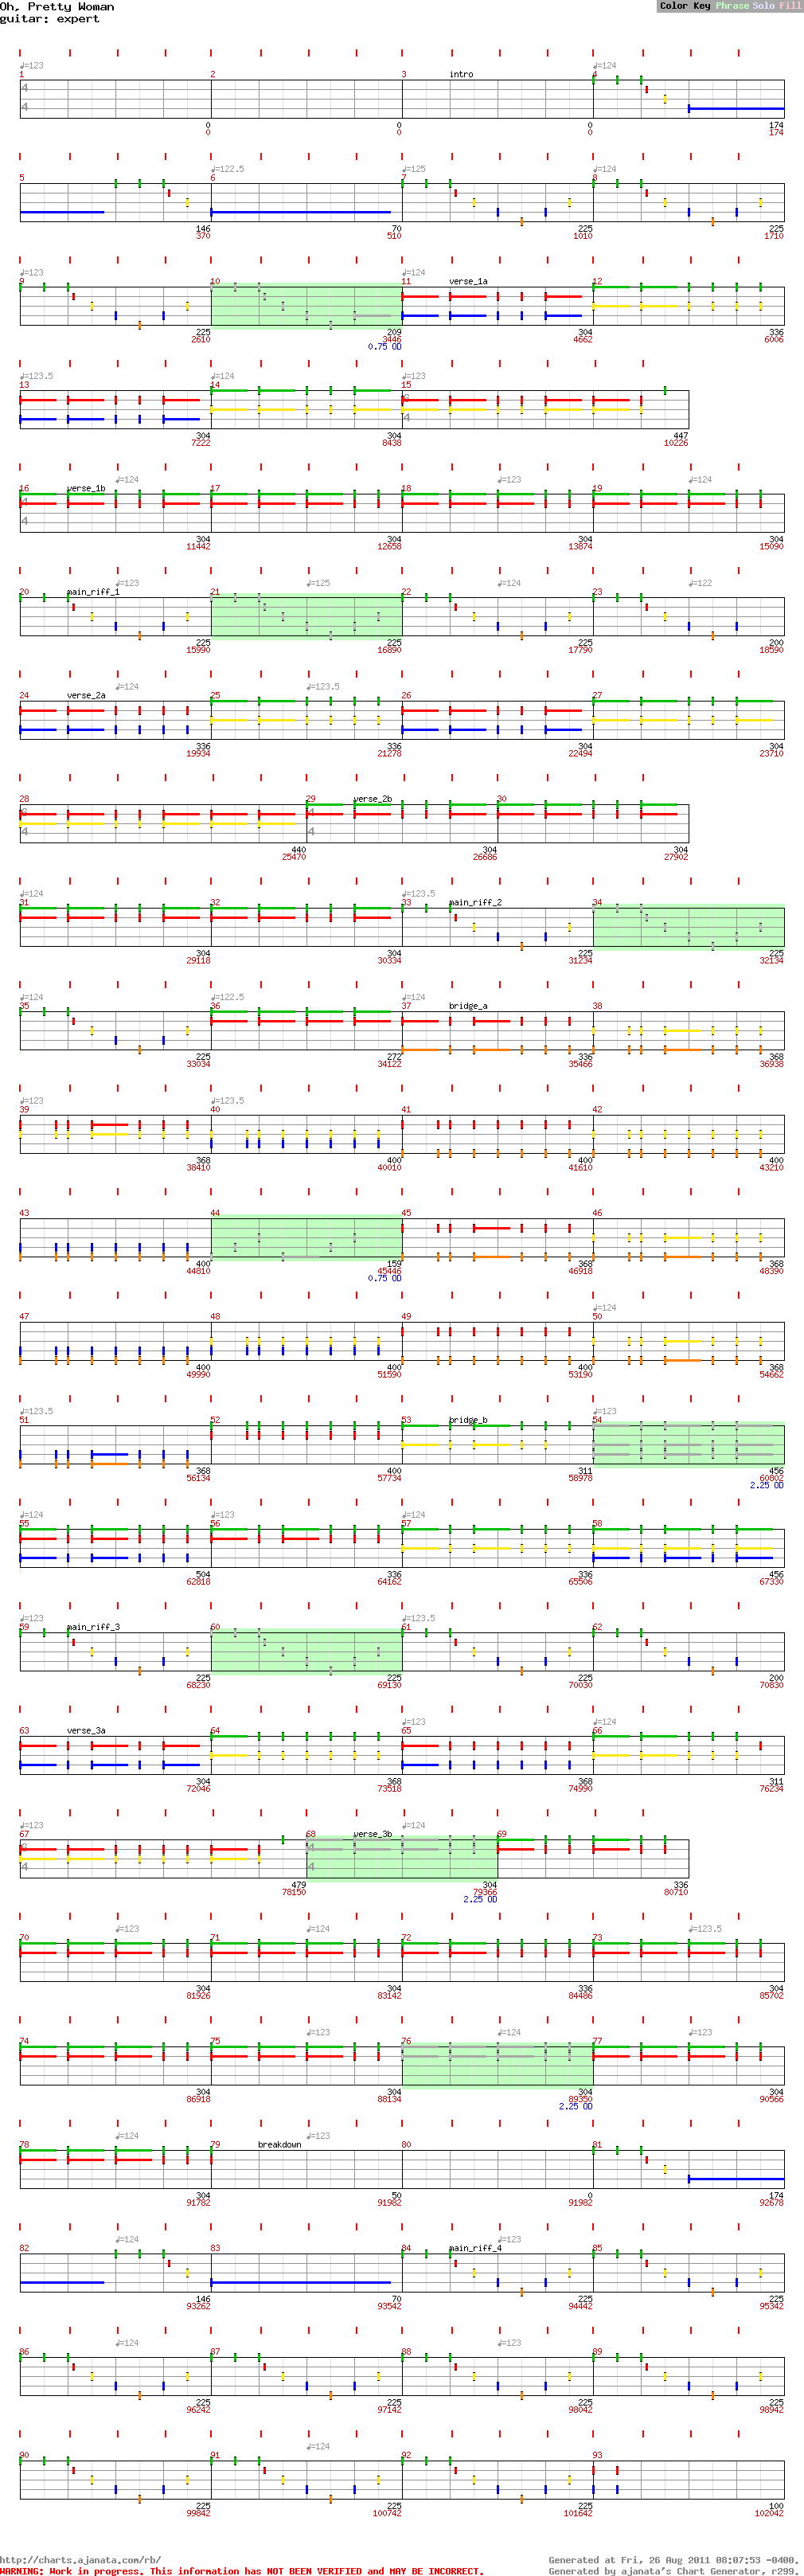 Oh, Pretty Woman
guitar: expert
Color Key Phrase Solo Fill
♩=123 ♩=124
1 2 3 intro 4
4
4
0 0 0 174
0 0 0 174
♩=122.5 ♩=125 ♩=124
5 6 7 8
146 70 225 225
370 510 1010 1710
♩=123 ♩=124
9 10 11 verse_1a 12
225 209 304 336
2610 3446 4662 6006
0.75 OD
♩=123.5 ♩=124 ♩=123
13 14 15
6
4
304 304 447
7222 8438 10226
♩=124 ♩=123 ♩=124
16 verse_1b 17 18 19
4
4
304 304 304 304
11442 12658 13874 15090
♩=123 ♩=125 ♩=124 ♩=122
20 main_riff_1 21 22 23
225 225 225 200
15990 16890 17790 18590
♩=124 ♩=123.5
24 verse_2a 25 26 27
336 336 304 304
19934 21278 22494 23710
28 29 verse_2b 30
6 4
4 4
440 304 304
25470 26686 27902
♩=124 ♩=123.5
31 32 33 main_riff_2 34
304 304 225 225
29118 30334 31234 32134
♩=124 ♩=122.5 ♩=124
35 36 37 bridge_a 38
225 272 336 368
33034 34122 35466 36938
♩=123 ♩=123.5
39 40 41 42
368 400 400 400
38410 40010 41610 43210
43 44 45 46
400 159 368 368
44810 45446 46918 48390
0.75 OD
♩=124
47 48 49 50
400 400 400 368
49990 51590 53190 54662
♩=123.5 ♩=123
51 52 53 bridge_b 54
368 400 311 456
56134 57734 58978 60802
2.25 OD
♩=124 ♩=123 ♩=124
55 56 57 58
504 336 336 456
62818 64162 65506 67330
♩=123 ♩=123.5
59 main_riff_3 60 61 62
225 225 225 200
68230 69130 70030 70830
♩=123 ♩=124
63 verse_3a 64 65 66
304 368 368 311
72046 73518 74990 76234
♩=123 ♩=124
67 68 verse_3b 69
6 4
4 4
479 304 336
78150 79366 80710
2.25 OD
♩=123 ♩=124 ♩=123.5
70 71 72 73
304 304 336 304
81926 83142 84486 85702
♩=123 ♩=124 ♩=123
74 75 76 77
304 304 304 304
86918 88134 89350 90566
2.25 OD
♩=124 ♩=123
78 79 breakdown 80 81
304 50 0 174
91782 91982 91982 92678
♩=124 ♩=123
82 83 84 main_riff_4 85
146 70 225 225
93262 93542 94442 95342
♩=124 ♩=123
86 87 88 89
225 225 225 225
96242 97142 98042 98942
♩=124
90 91 92 93
225 225 225 100
99842 100742 101642 102042
http://charts.ajanata.com/rb/
Generated at Fri, 26 Aug 2011 08:07:53 -0400.
WARNING: Work in progress. This information has NOT BEEN VERIFIED and MAY BE INCORRECT.
Generated by ajanata's Chart Generator, r299.